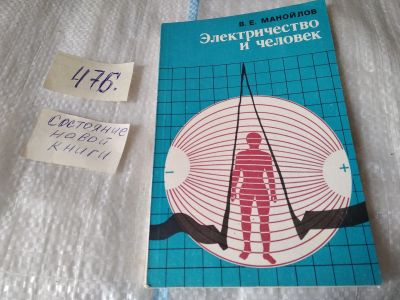 476.
Состояние
новой
книги
В. Е. МАНОЙЛОВ
Электричество
и человек
−
+